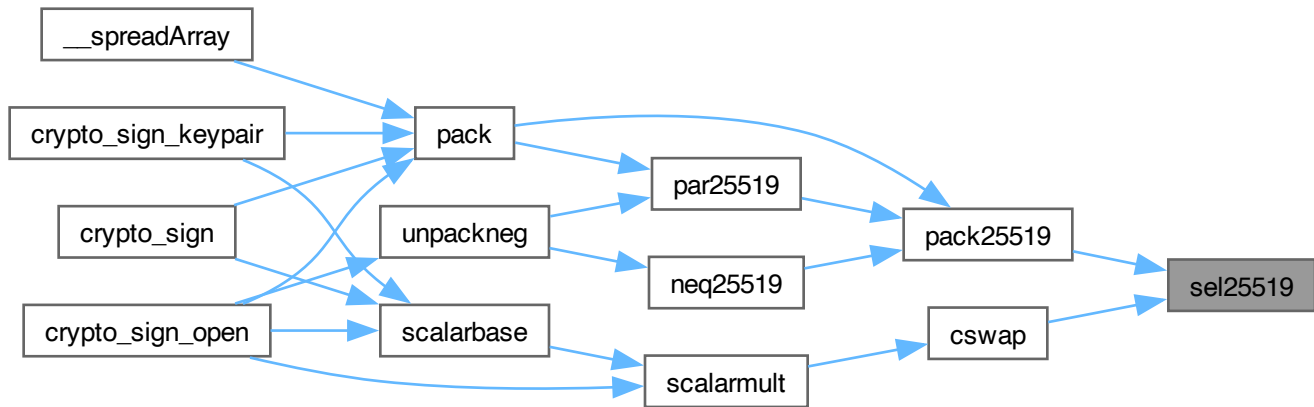 __spreadArray
crypto_sign_keypair
crypto_sign
crypto_sign_open
pack
unpackneg
scalarbase
par25519
neq25519
scalarmult
pack25519
cswap
sel25519